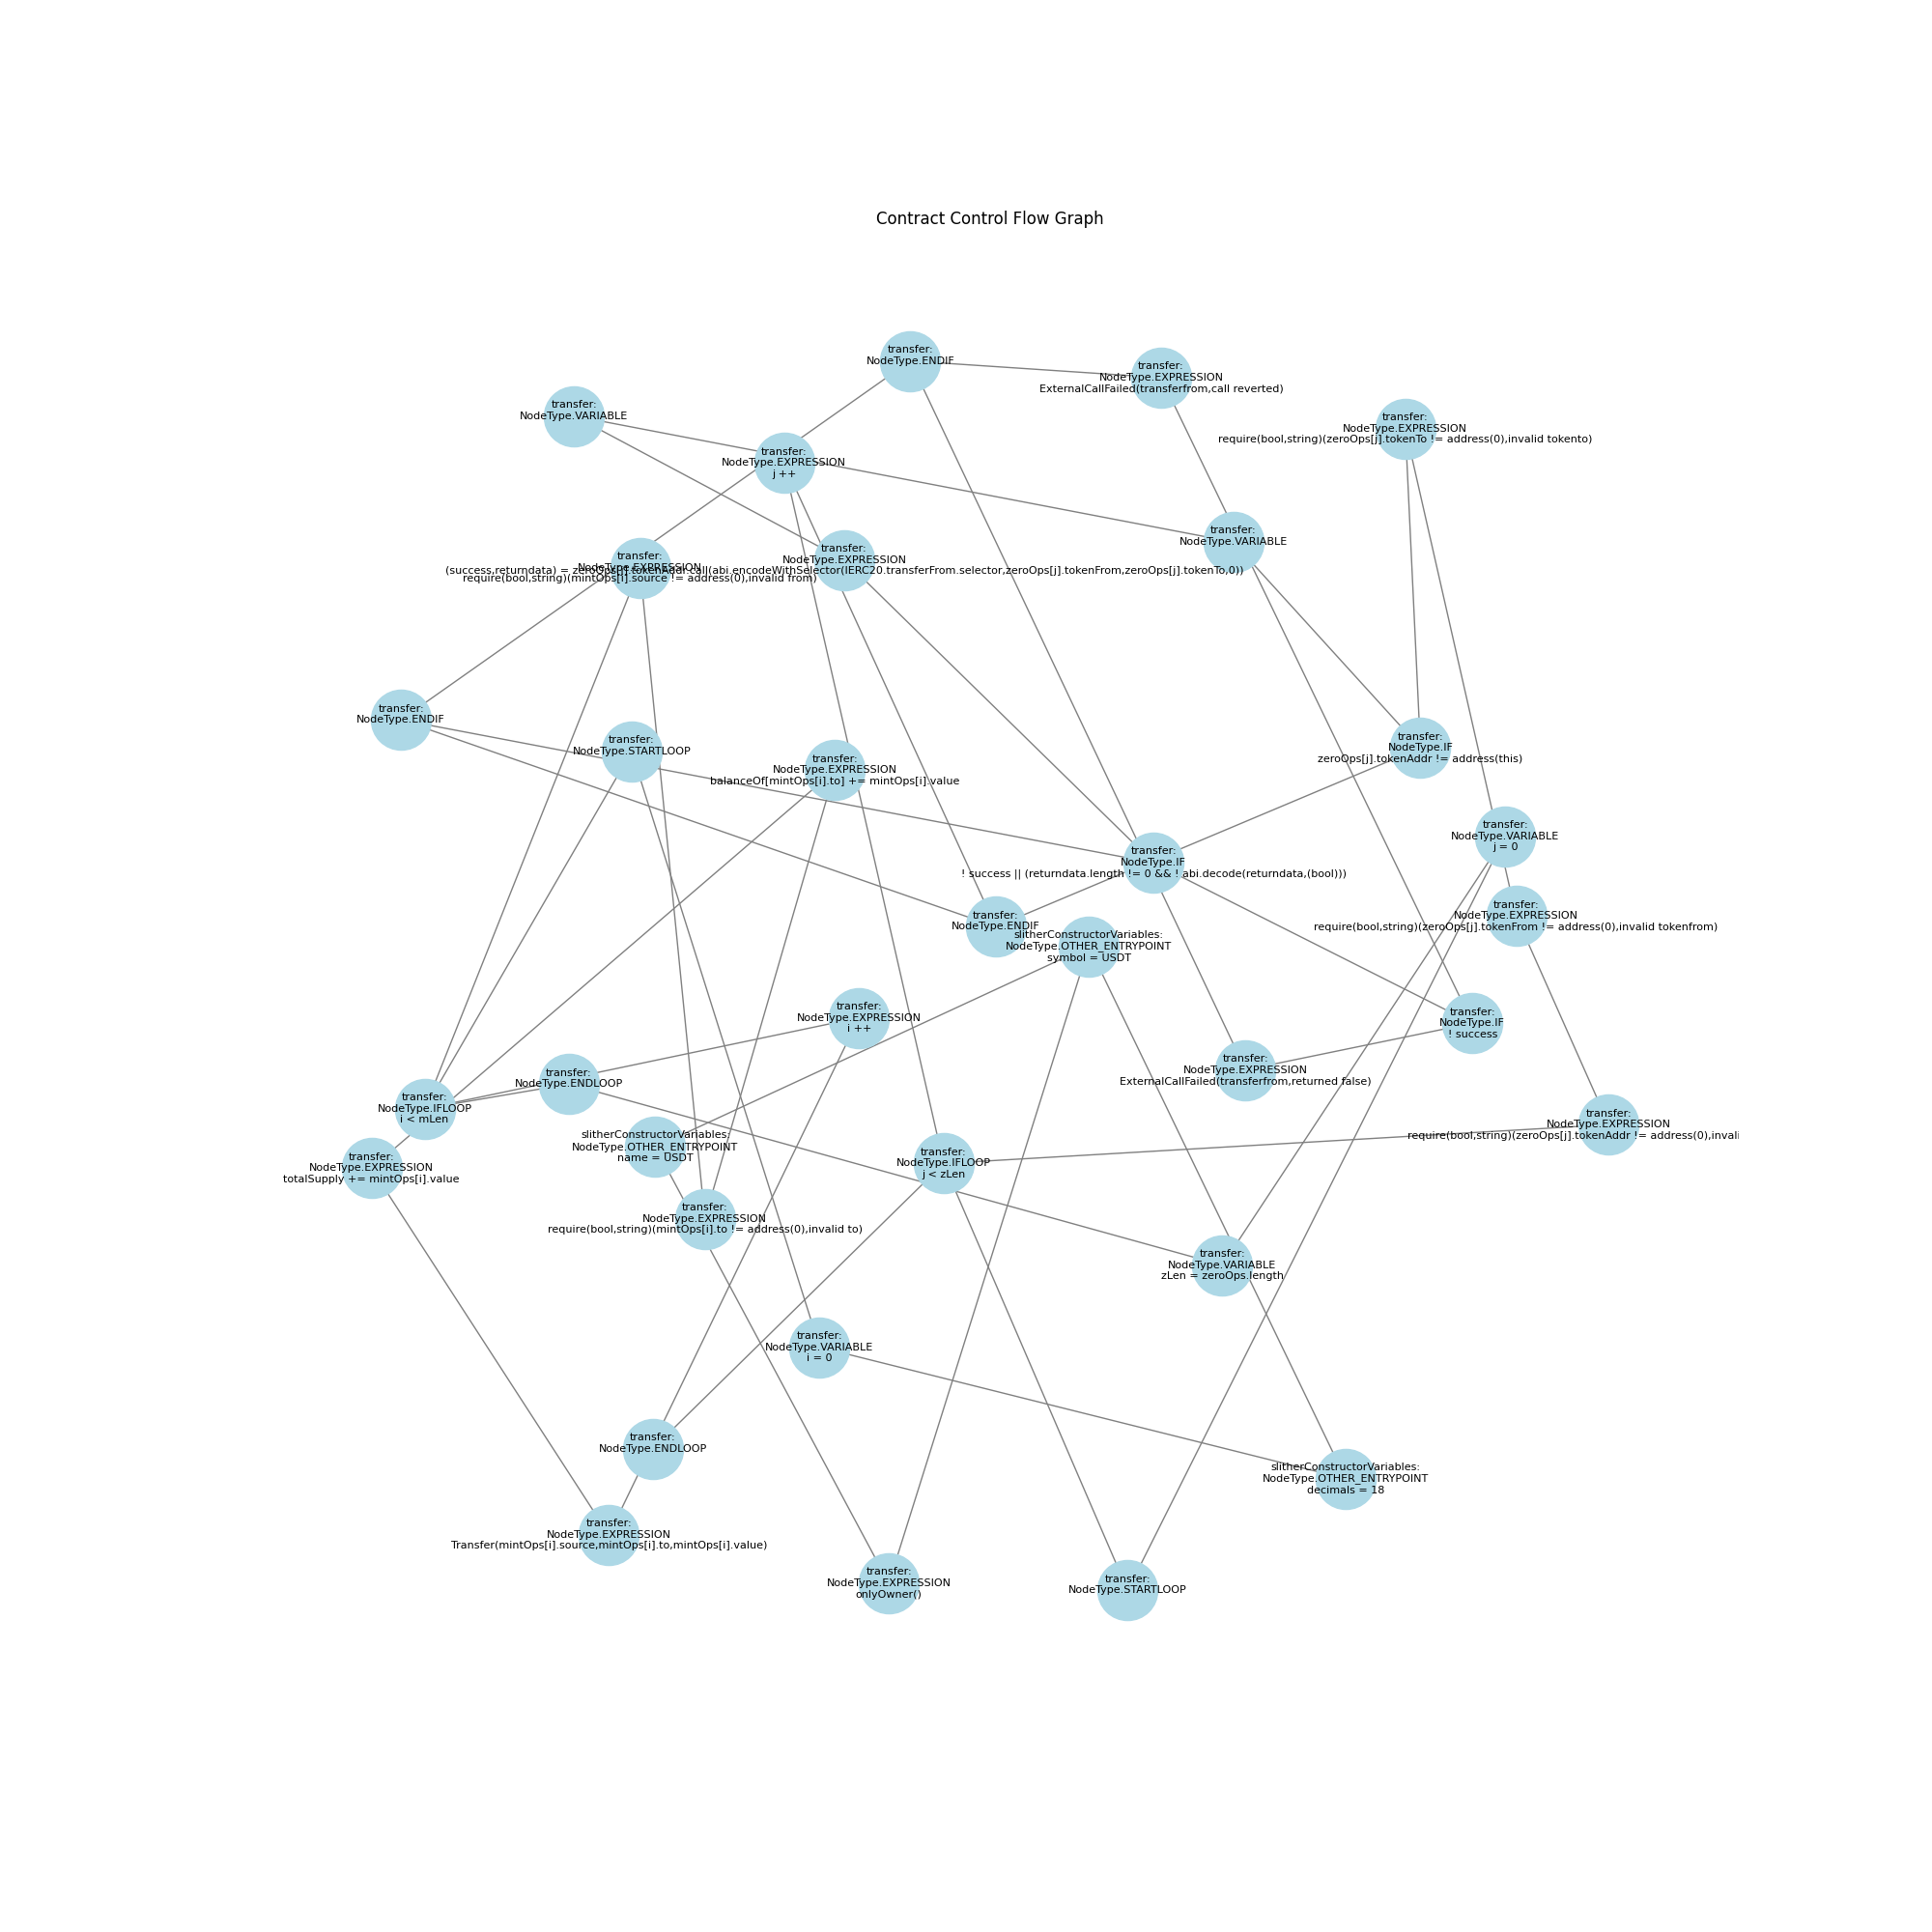 Contract Control Flow Graph
transfer:
NodeType.ENDIF
transfer:
NodeType.EXPRESSION
ExternalCallFailed(transferfrom,call reverted)
transfer:
NodeType.VARIABLE
transfer:
NodeType.EXPRESSION
require(bool,string)(zeroOps[j].tokenTo != address(0),invalid tokento)
transfer:
NodeType.EXPRESSION
j ++
transfer:
NodeType.VARIABLE
transfer:
NodeType.EXPRESSION
(success,returndata) = zeroOps[j].tokenAddr.call(abi.encodeWithSelector(IERC20.transferFrom.selector,zeroOps[j].tokenFrom,zeroOps[j].tokenTo,0))
transfer:
NodeType.EXPRESSION
require(bool,string)(mintOps[i].source != address(0),invalid from)
transfer:
NodeType.ENDIF
transfer:
NodeType.STARTLOOP
transfer:
NodeType.EXPRESSION
balanceOf[mintOps[i].to] += mintOps[i].value
transfer:
NodeType.IF
zeroOps[j].tokenAddr != address(this)
transfer:
NodeType.VARIABLE
j = 0
transfer:
NodeType.IF
! success || (returndata.length != 0 && ! abi.decode(returndata,(bool)))
transfer:
NodeType.ENDIF
transfer:
NodeType.EXPRESSION
require(bool,string)(zeroOps[j].tokenFrom != address(0),invalid tokenfrom)
slitherConstructorVariables:
NodeType.OTHER_ENTRYPOINT
symbol = USDT
transfer:
NodeType.EXPRESSION
i ++
transfer:
NodeType.IF
! success
transfer:
NodeType.EXPRESSION
ExternalCallFailed(transferfrom,returned false)
transfer:
NodeType.ENDLOOP
transfer:
NodeType.IFLOOP
i < mLen
transfer:
NodeType.EXPRESSION
require(bool,string)(zeroOps[j].tokenAddr != address(0),invali
slitherConstructorVariables:
NodeType.OTHER_ENTRYPOINT
name = USDT
transfer:
NodeType.IFLOOP
j < zLen
transfer:
NodeType.EXPRESSION
totalSupply += mintOps[i].value
transfer:
NodeType.EXPRESSION
require(bool,string)(mintOps[i].to != address(0),invalid to)
transfer:
NodeType.VARIABLE
zLen = zeroOps.length
transfer:
NodeType.VARIABLE
i = 0
transfer:
NodeType.ENDLOOP
slitherConstructorVariables:
NodeType.OTHER_ENTRYPOINT
decimals = 18
transfer:
NodeType.EXPRESSION
Transfer(mintOps[i].source,mintOps[i].to,mintOps[i].value)
transfer:
NodeType.EXPRESSION
onlyOwner()
transfer:
NodeType.STARTLOOP